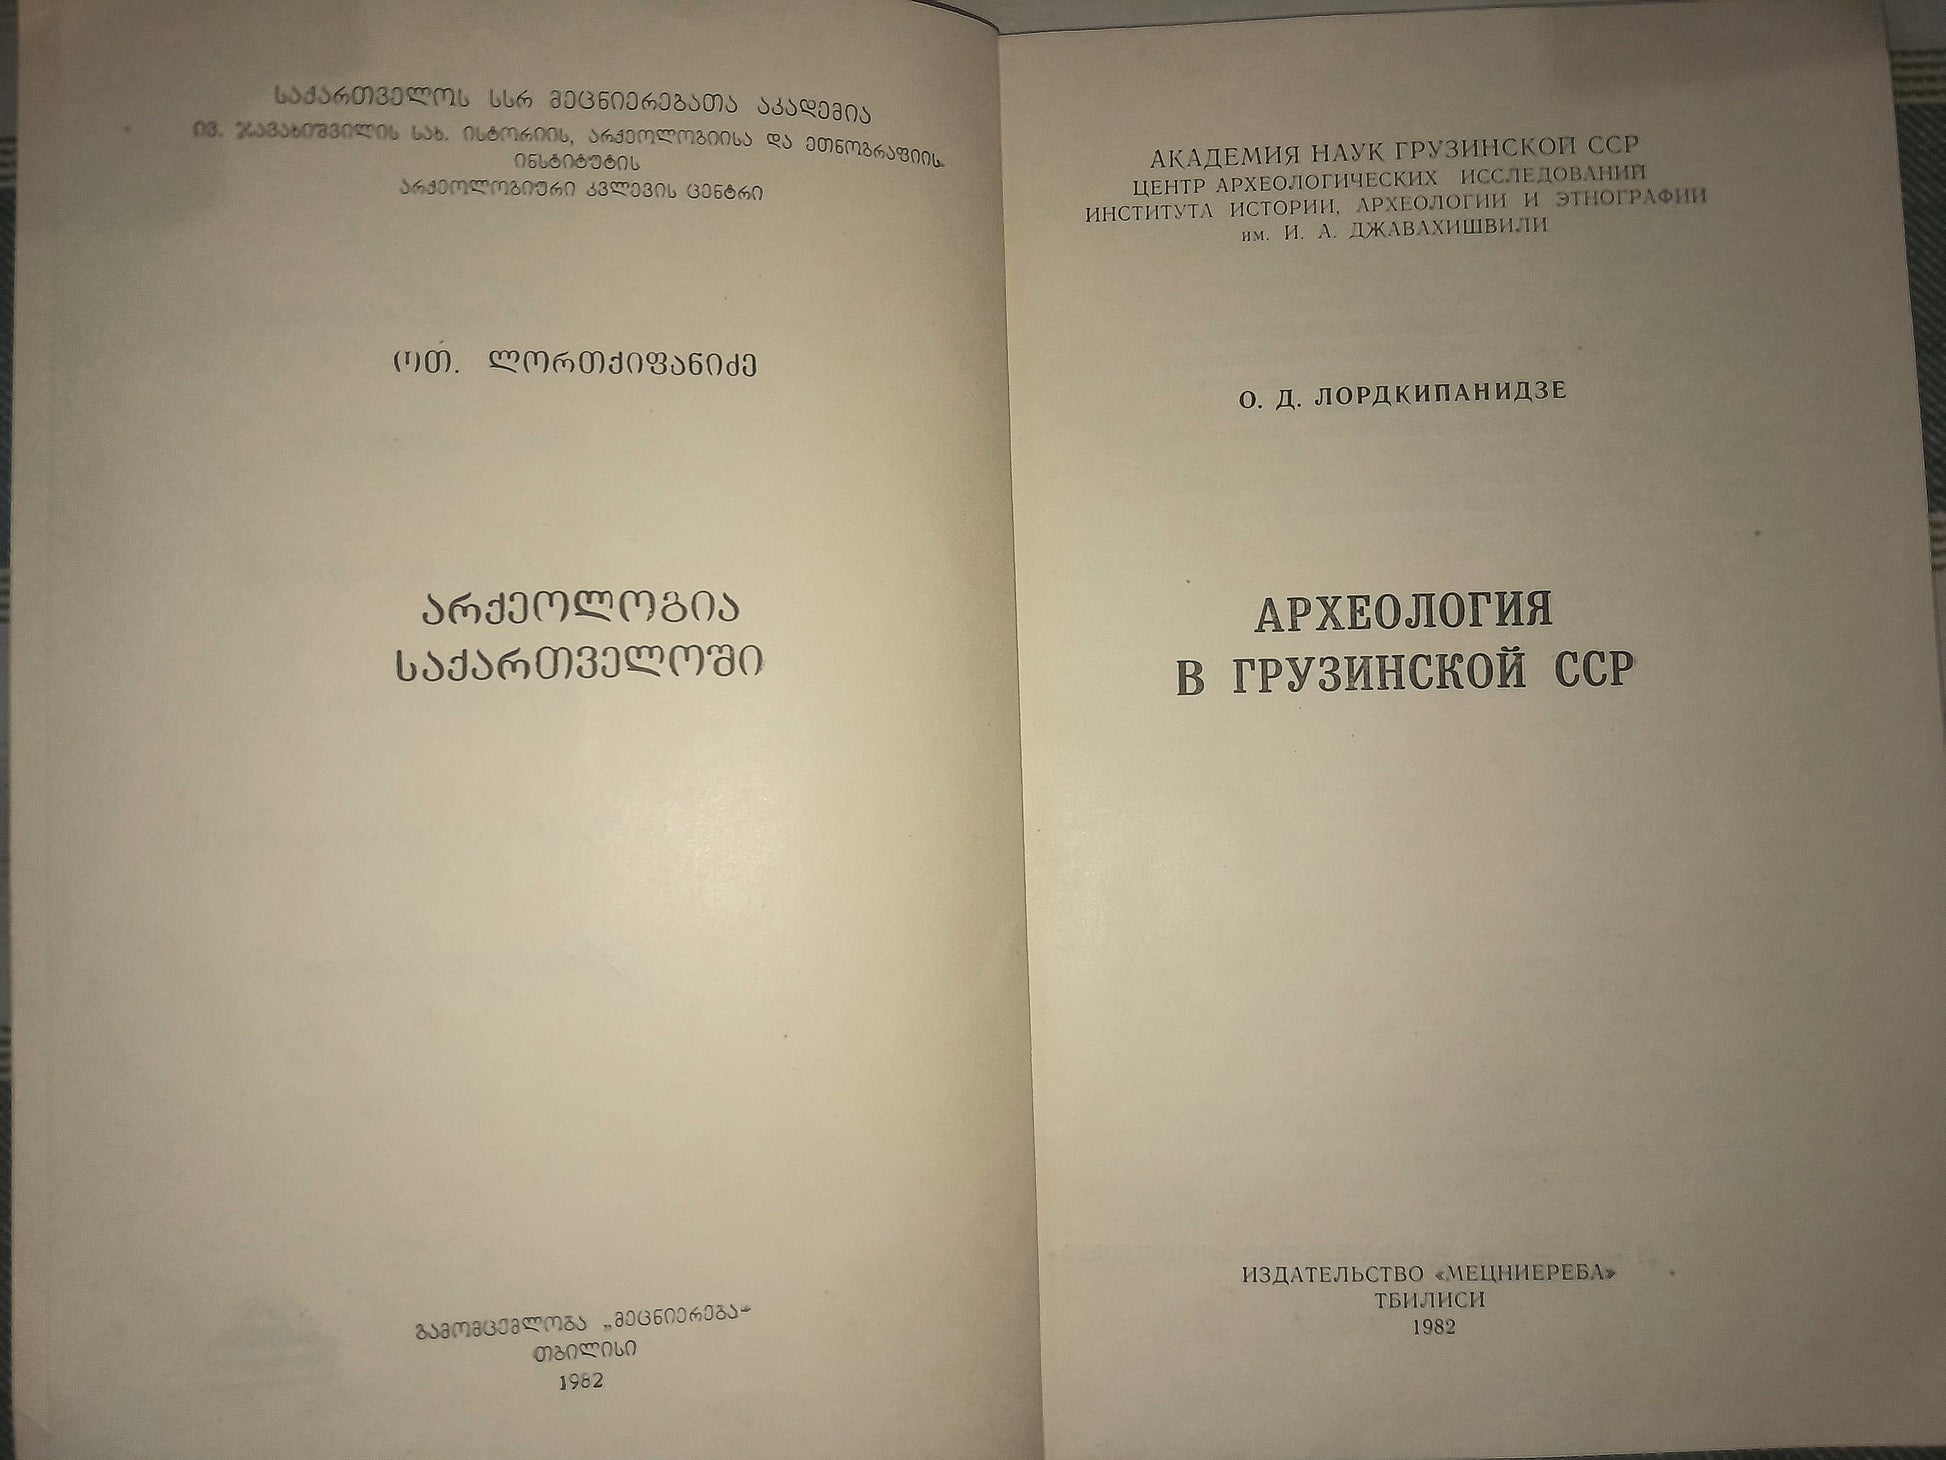 საქართველოს სსრ მეცნიერებათა აკადემია
ივ. ჯავახიშვილის სახ. ისტორიის, არქეოლოგიისა და ეთნოგრაფიის
ინსტიტუტის
არქეოლოგიური კვლევის ცენტრი
ოთ. ლორთქიფანიძე
არქეოლოგია
საქართველოში
გამომცემლობა „მეცნიერება“
თბილისი
1982
АКАДЕМИЯ НАУК ГРУЗИНСКОЙ ССР
ЦЕНТР АРХЕОЛОГИЧЕСКИХ ИССЛЕДОВАНИЙ
ИНСТИТУТА ИСТОРИИ, АРХЕОЛОГИИ И ЭТНОГРАФИИ
им. И. А. ДЖАВАХИШВИЛИ
О. Д. ЛОРДКИПАНИДЗЕ
АРХЕОЛОГИЯ
В ГРУЗИНСКОЙ ССР
ИЗДАТЕЛЬСТВО «МЕЦНИЕРЕБА»
ТБИЛИСИ
1982